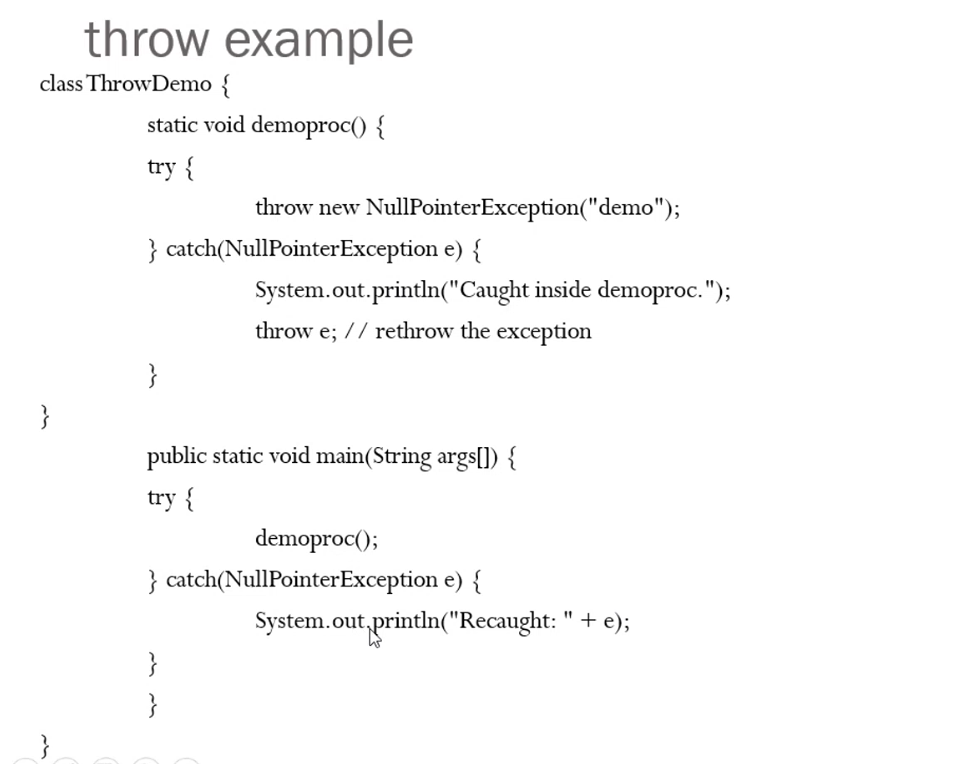 throw example
class ThrowDemo {
static void demoproc() {
try {
throw new NullPointerException("demo");
} catch(NullPointerException e) {
System.out.println("Caught inside demoproc.");
throw e; // rethrow the exception
}
}
public static void main(String args[]) {
try {
demoproc();
} catch(NullPointerException e) {
System.out.println("Recaught: " + e);
}
}
}